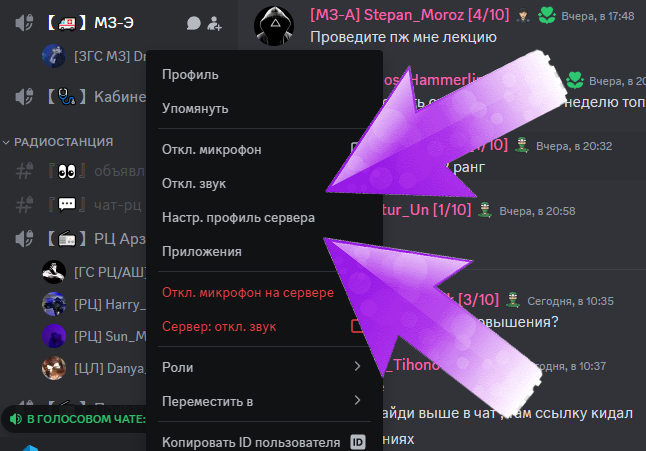 【🚑】МЗ-Э
[ЗГС МЗ]
【🩺】Кабине
РАДИОСТАНЦИЯ
『👀』объявл
『💬』чат-рц
【📻】РЦ Арз
[ГС РЦ/АШ]
[РЦ] Harry_
[РЦ] Sun_M
[ЦЛ] Danya_
В ГОЛОСОВОМ ЧАТЕ:
Профиль
Упомянуть
Откл. микрофон
Откл. звук
Настр. профиль сервера
Приложения
Откл. микрофон на сервере
Сервер: откл. звук
Роли
Переместить в
Копировать ID пользователя
ID
[МЗ-А] Stepan_Moroz [4/10] Вчера, в 17:48
Проведите пж мне лекцию
Вчера, в 20
неделю топ
Вчера, в 20:32
ранг
tur_Un [1/10] Вчера, в 20:58
[3/10] Сегодня, в 10:35
овышения?
_Tihono одня, в 10:37
айди выше в чат там ссылку кидал
ниях